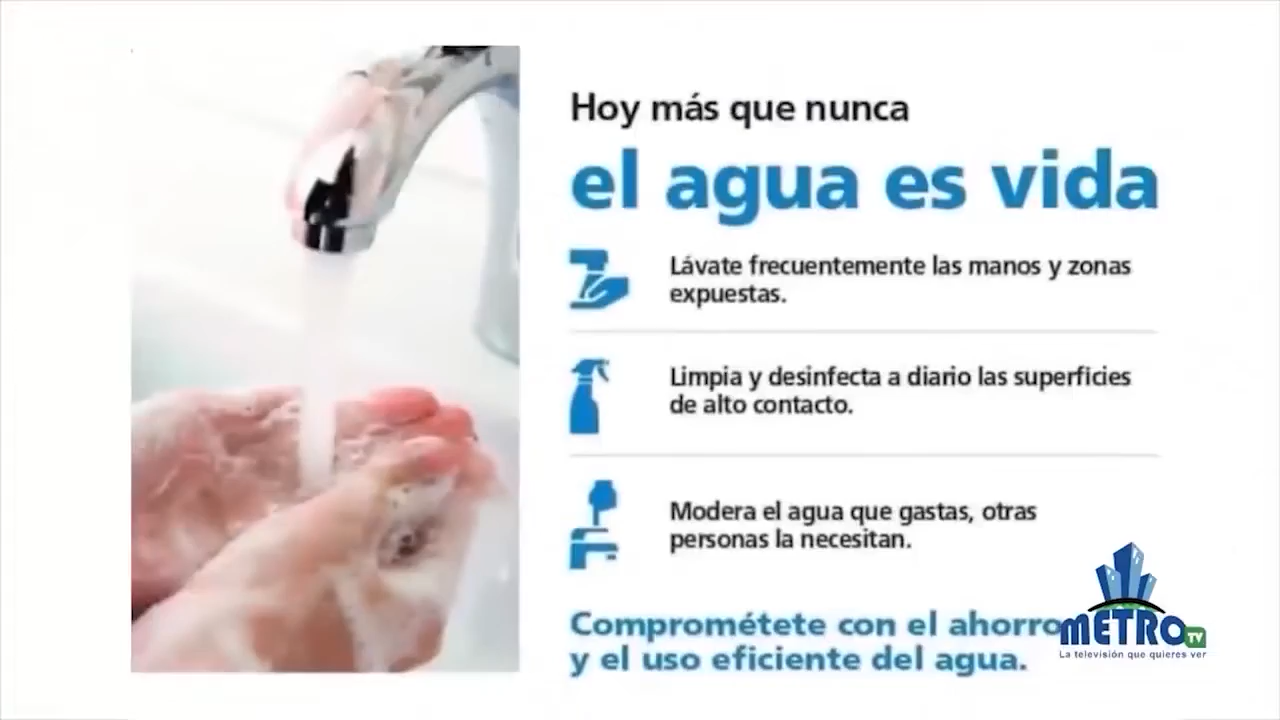 Hoy más que nunca
el agua es vida
Lávate frecuentemente las manos y zonas
expuestas.
Limpia y desinfecta a diario las superficies
de alto contacto.
Modera el agua que gastas, otras
personas la necesitan.
Comprométete con el ahorro
y el uso eficiente del agua.
METRO TV
La televisión que quieres ver